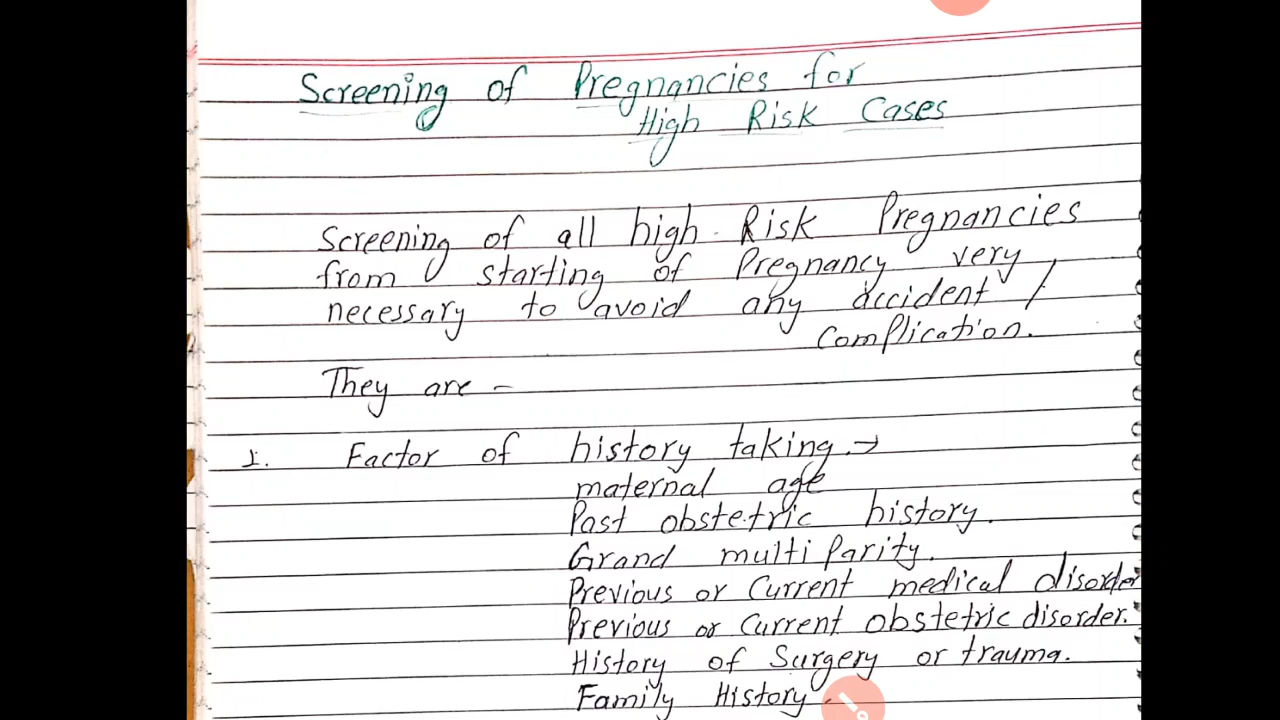 Screening of Pregnancies for
High Risk Cases
Screening of all high Risk Pregnancies
from starting of Pregnancy very
necessary to avoid any accident /
complication.
They are -
1. Factor of history taking →
maternal age
Past obstetric history.
Grand multi Parity.
Previous or Current medical disorder
Previous or Current obstetric disorder.
History of Surgery or trauma.
Family History.